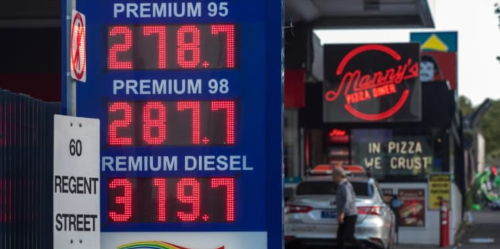 PREMIUM 95
278.7
PREMIUM 98
287.7
REMIUM DIESEL
319.7
60
REGENT
STREET
Manny's
PIZZA DINER
IN PIZZA
WE CRUST